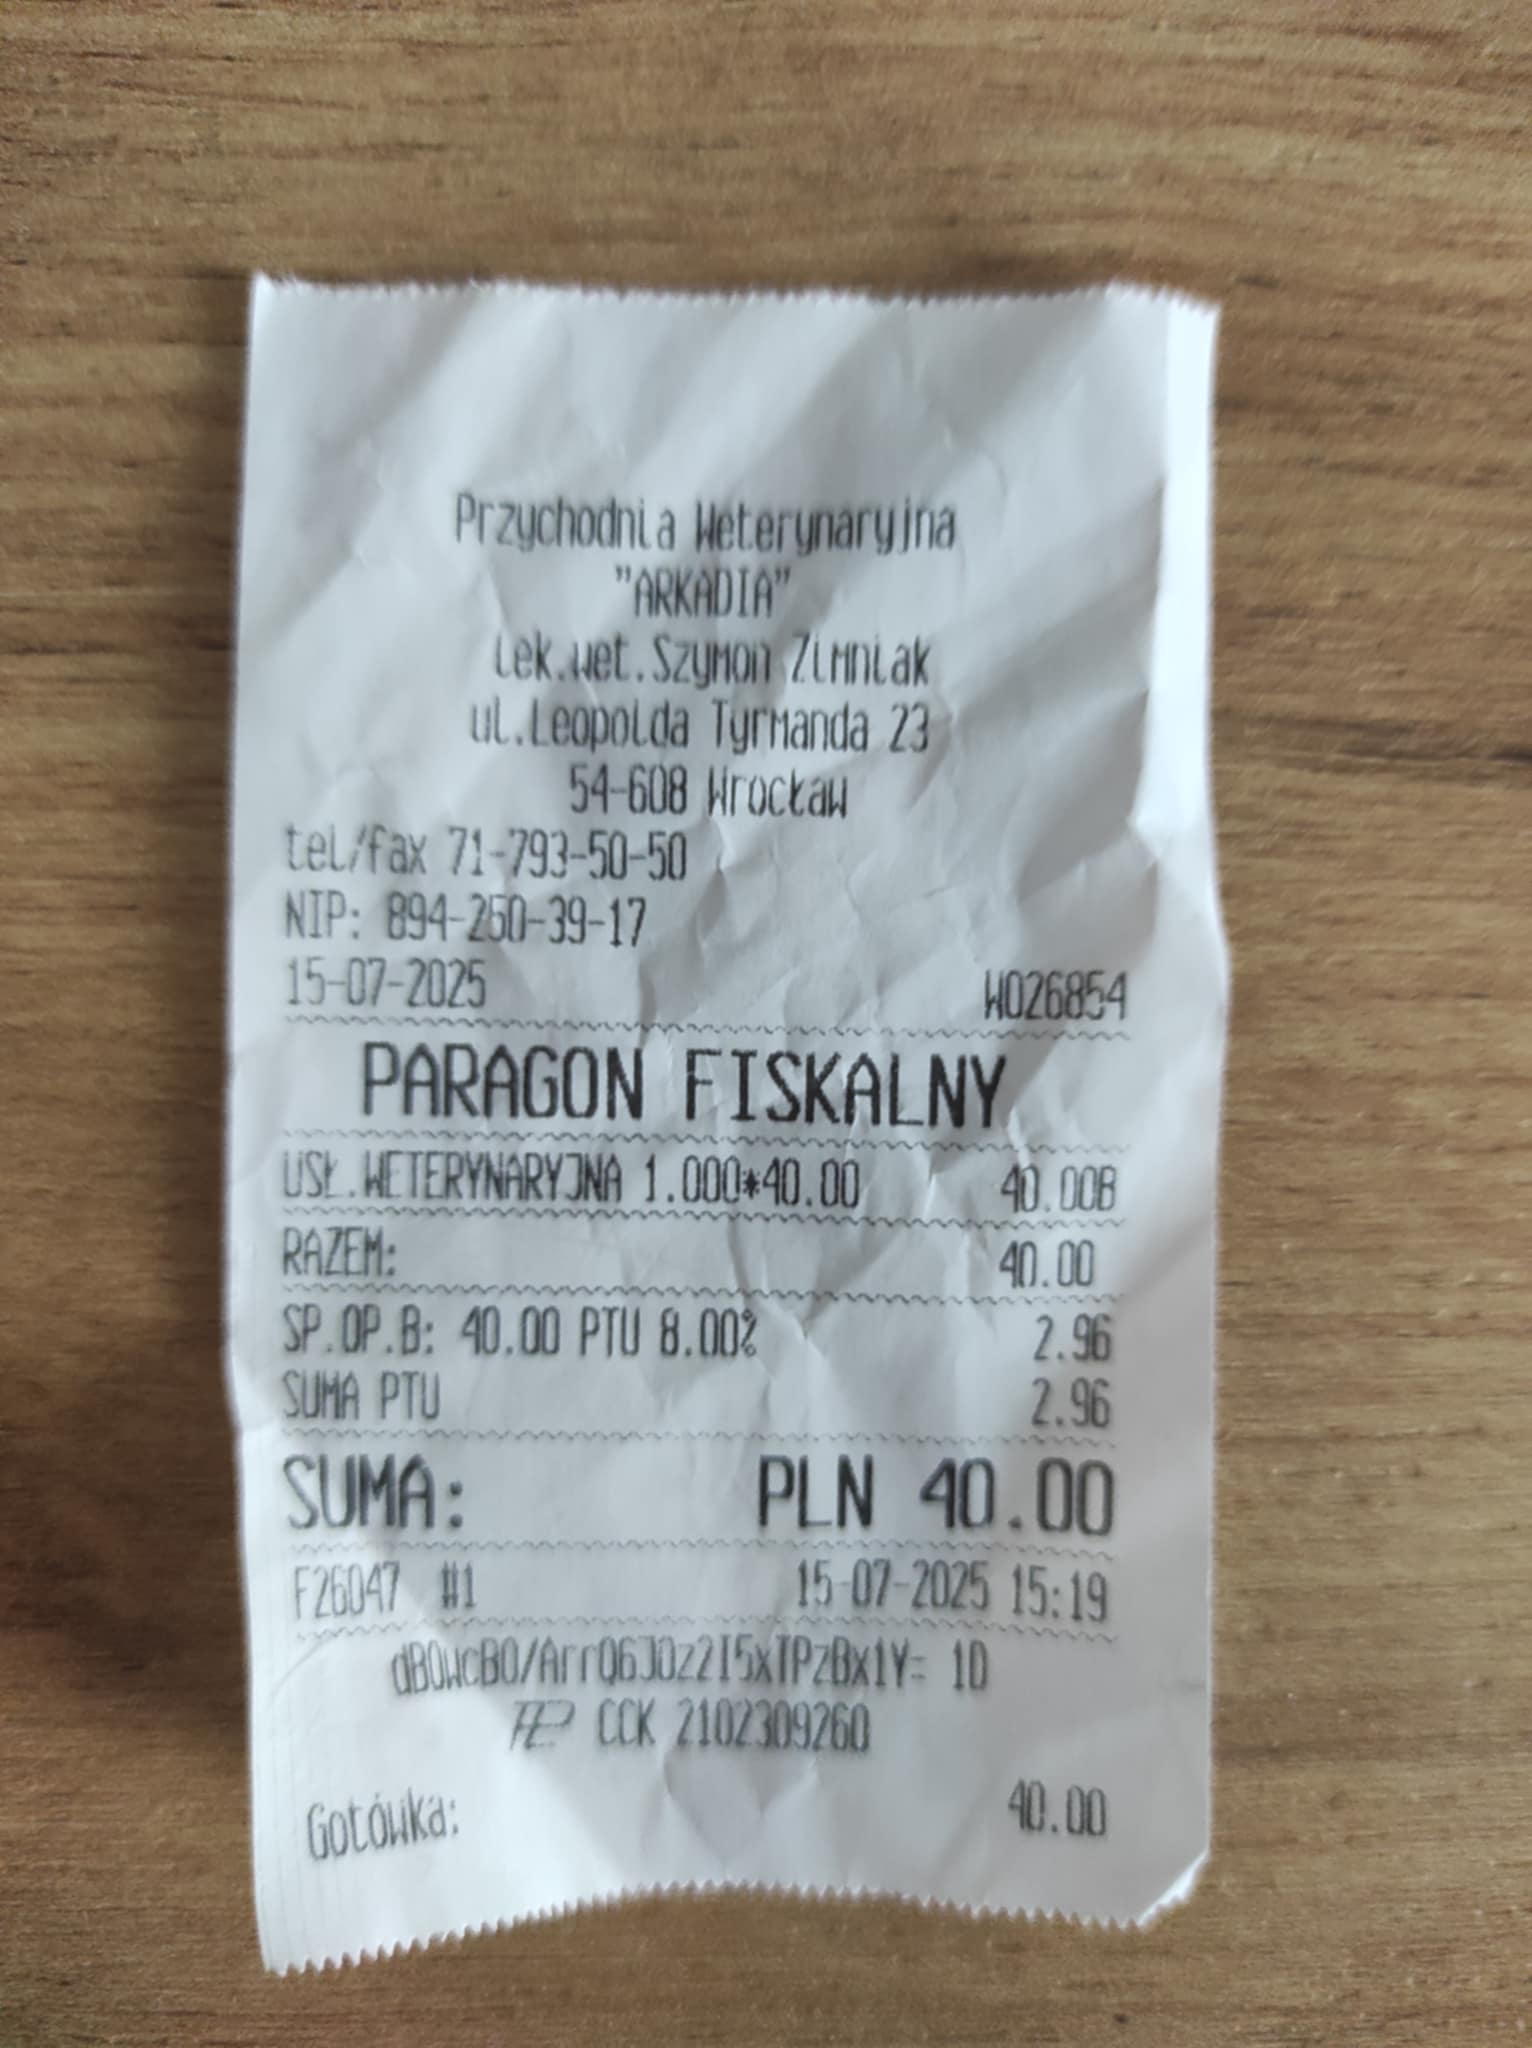 Przychodnia Weterynaryjna
"ARKADIA"
lek.wet.Szymon Zimniak
ul.Leopolda Tyrmanda 23
54-608 Wrocław
tel/fax 71-793-50-50
NIP: 894-250-39-17
15-07-2025 W026854
PARAGON FISKALNY
USŁ.WETERYNARYJNA 1.000*40.00 40.00B
RAZEM: 40.00
SP.OP.B: 40.00 PTU 8.00% 2.96
SUMA PTU 2.96
SUMA: PLN 40.00
F26047 #1 15-07-2025 15:19
CCK 2102309260
Gotówka: 40.00